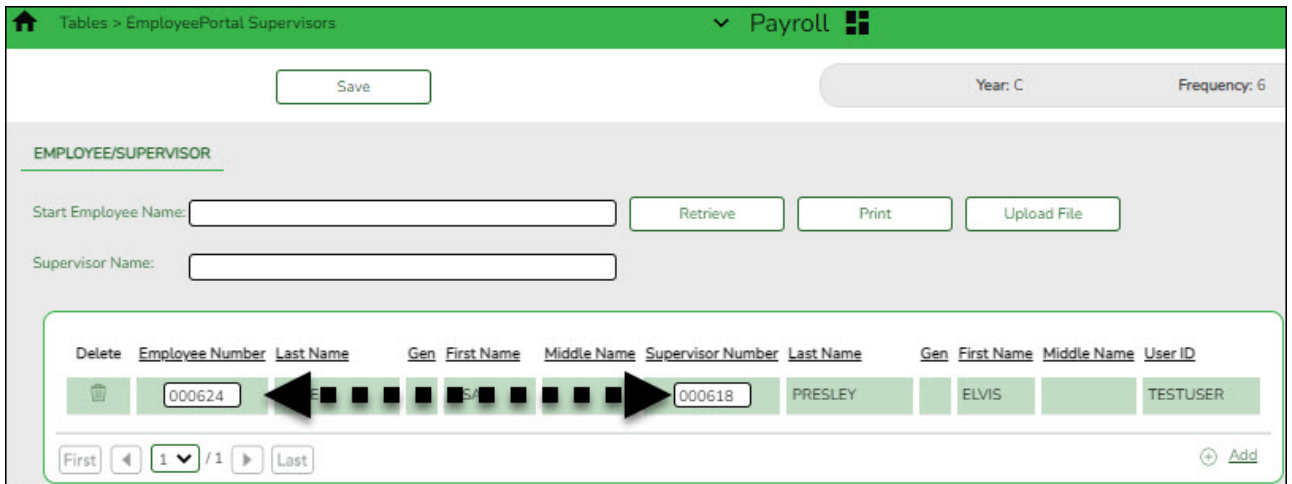 Tables > EmployeePortal Supervisors
Payroll
Save
Year: C
Frequency: 6
EMPLOYEE/SUPERVISOR
Start Employee Name:
Retrieve
Print
Upload File
Supervisor Name:
Delete Employee Number Last Name Gen First Name Middle Name Supervisor Number Last Name Gen First Name Middle Name User ID
000624 000618 PRESLEY ELVIS TESTUSER
First 1 / 1 Last
Add